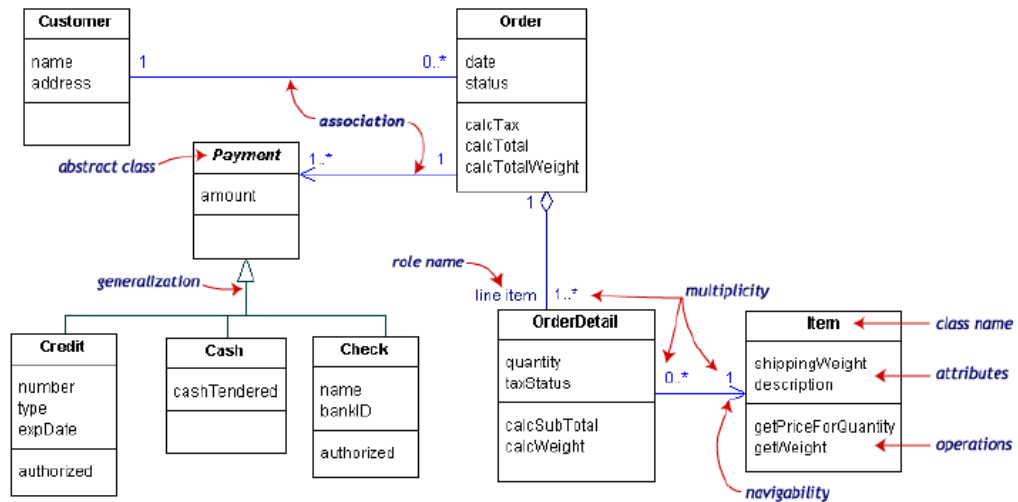 Customer
name
address
1
0..*
Order
date
status
calcTax
calcTotal
calcTotalWeight
association
abstract class
Payment
amount
1..*
1
generalization
1
role name
line item
1..*
multiplicity
Credit
number
type
expDate
authorized
Cash
cashTendered
Check
name
bankID
authorized
OrderDetail
quantity
taxStatus
calcSubTotal
calcWeight
0..*
1
Item
shippingWeight
description
getPriceForQuantity
getWeight
class name
attributes
operations
navigability